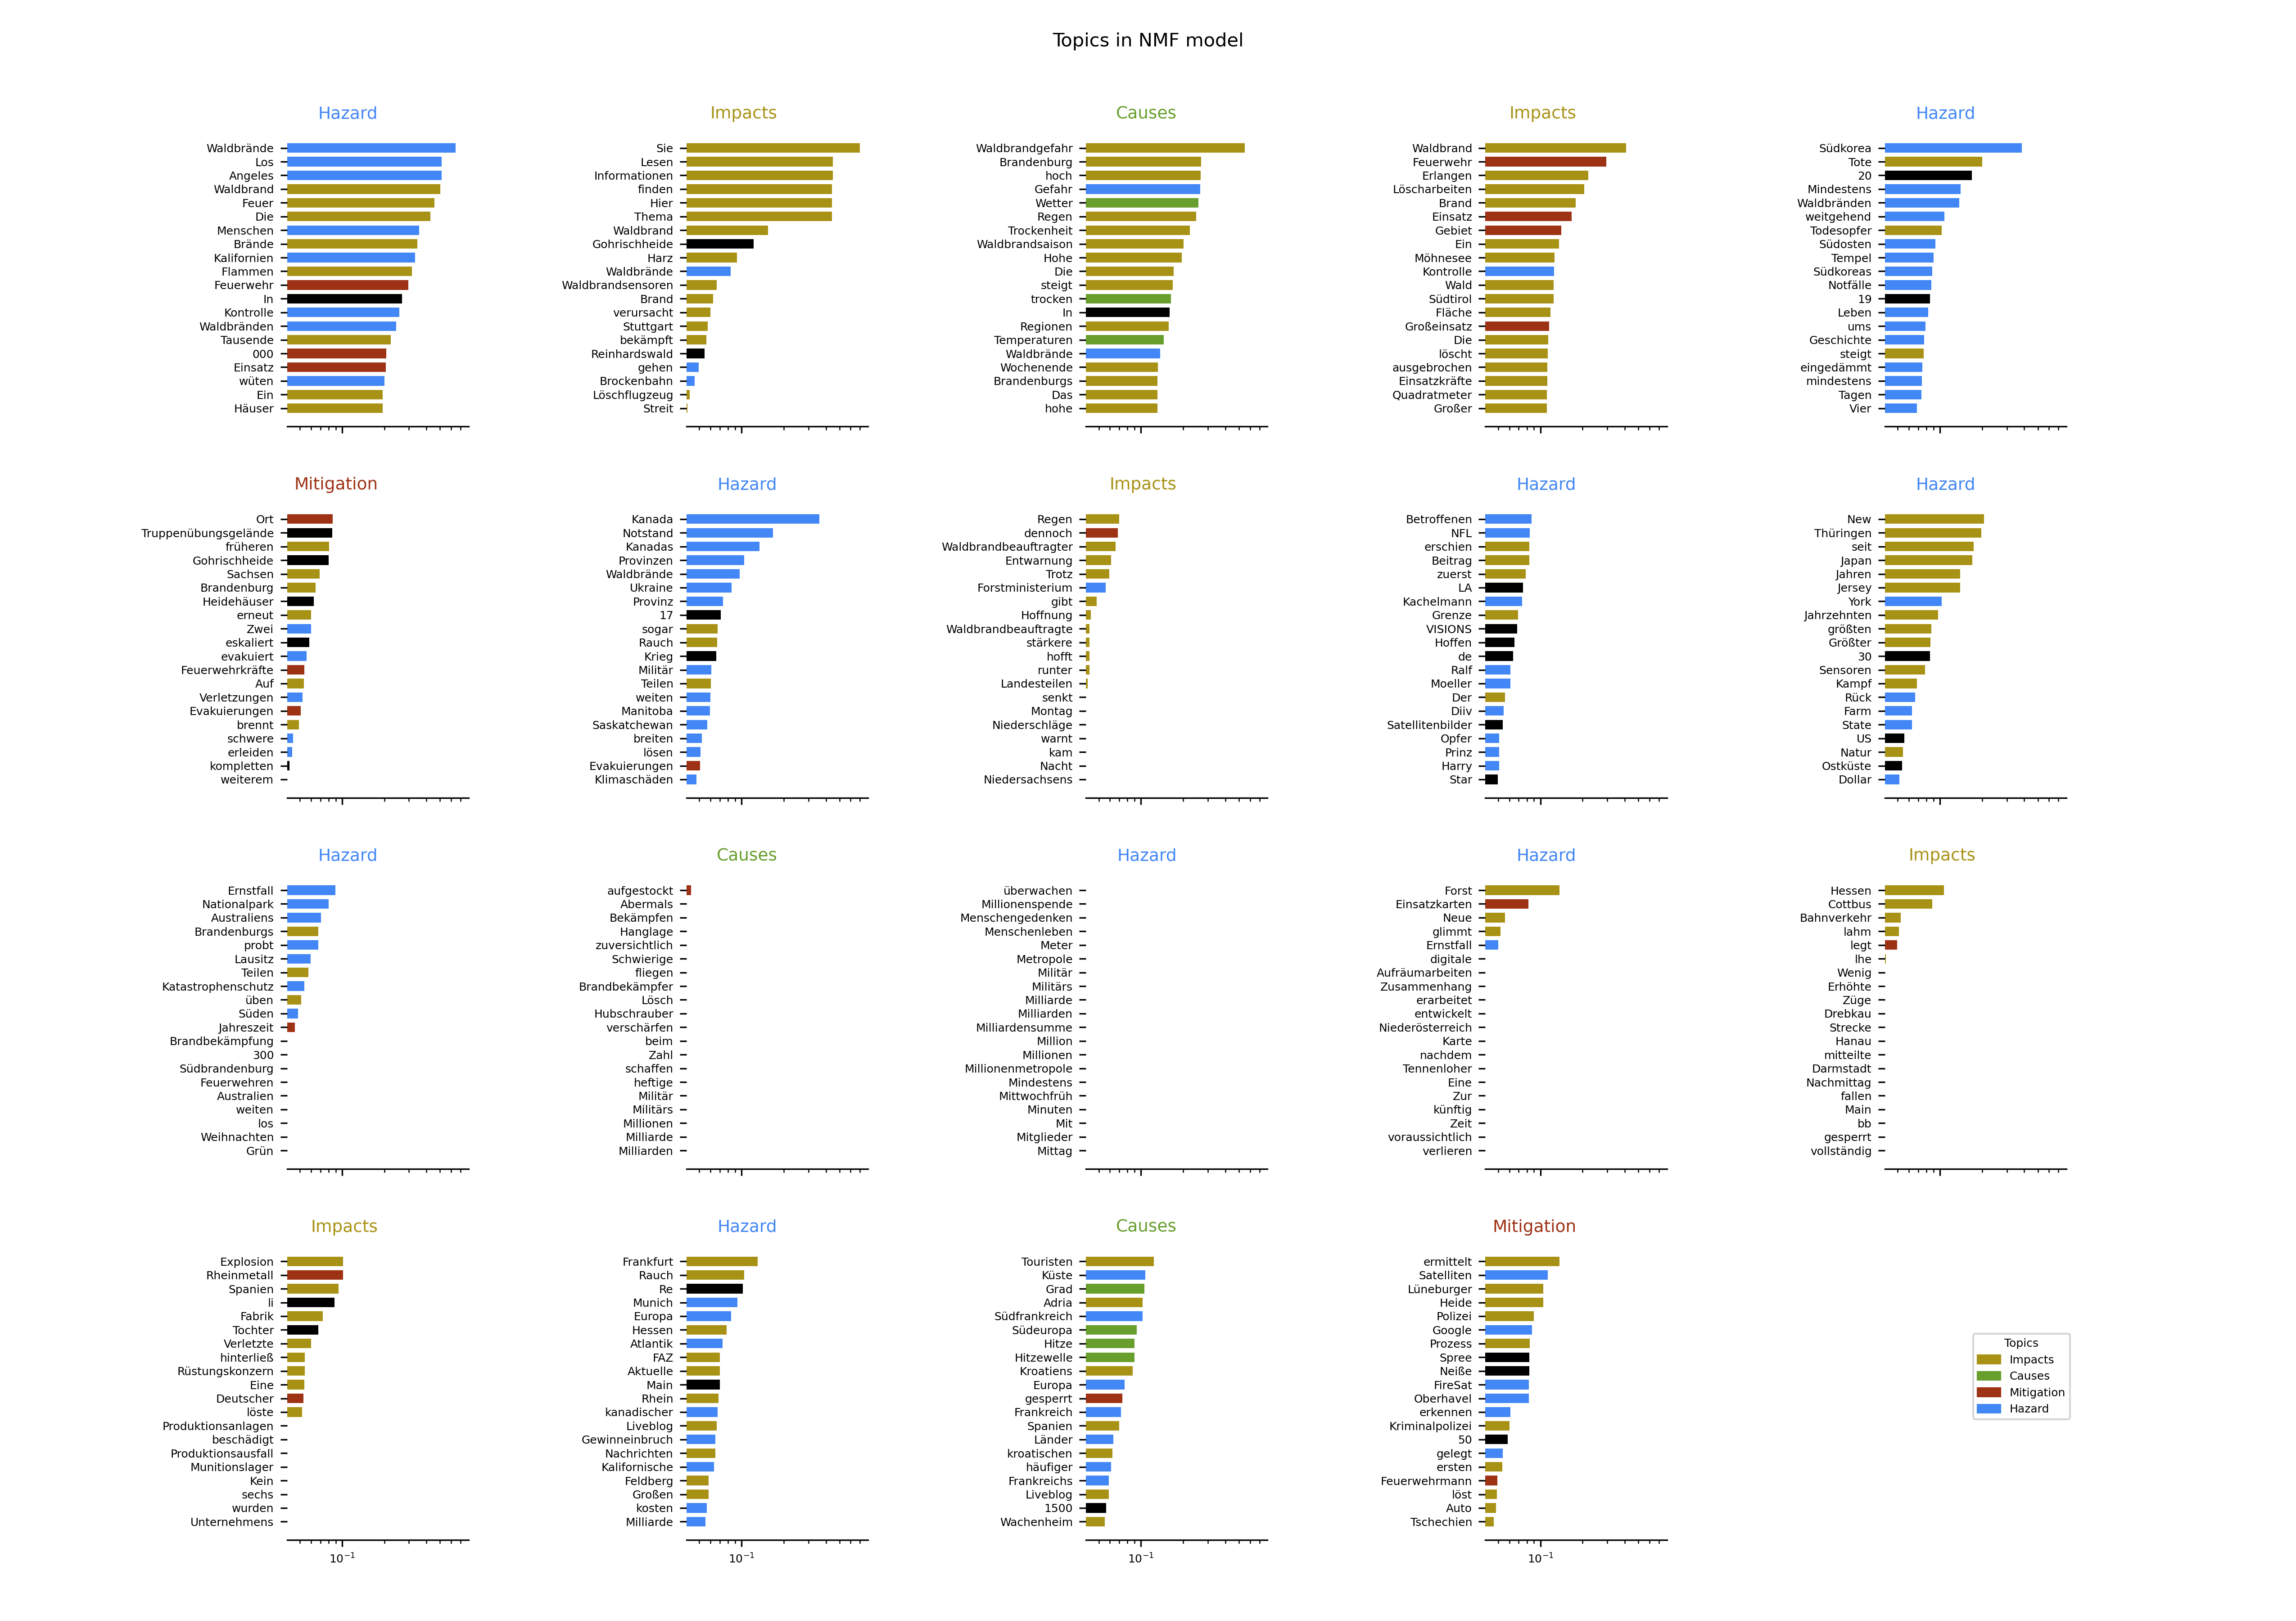 Topics in NMF model
Hazard
Waldbrände
Los
Angeles
Waldbrand
Feuer
Die
Menschen
Brände
Kalifornien
Flammen
Feuerwehr
In
Kontrolle
Waldbränden
Tausende
000
Einsatz
wüten
Ein
Häuser
Impacts
Sie
Lesen
Informationen
finden
Hier
Thema
Waldbrand
Gohrischheide
Harz
Waldbrände
Waldbrandsensoren
Brand
verursacht
Stuttgart
bekämpft
Reinhardswald
gehen
Brockenbahn
Löschflugzeug
Streit
Causes
Waldbrandgefahr
Brandenburg
hoch
Gefahr
Wetter
Regen
Trockenheit
Waldbrandsaison
Hohe
Die
steigt
trocken
In
Regionen
Temperaturen
Waldbrände
Wochenende
Brandenburgs
Das
hohe
Impacts
Waldbrand
Feuerwehr
Erlangen
Löscharbeiten
Brand
Einsatz
Gebiet
Ein
Möhnesee
Kontrolle
Wald
Südtirol
Fläche
Großeinsatz
Die
löscht
ausgebrochen
Einsatzkräfte
Quadratmeter
Großer
Hazard
Südkorea
Tote
20
Mindestens
Waldbränden
weitgehend
Todesopfer
Südosten
Tempel
Südkoreas
Notfälle
19
Leben
ums
Geschichte
steigt
eingedämmt
mindestens
Tagen
Vier
Mitigation
Ort
Truppenübungsgelände
früheren
Gohrischheide
Sachsen
Brandenburg
Heidehäuser
erneut
Zwei
eskaliert
evakuiert
Feuerwehrkräfte
Auf
Verletzungen
Evakuierungen
brennt
schwere
erleiden
kompletten
weiterem
Hazard
Kanada
Notstand
Kanadas
Provinzen
Waldbrände
Ukraine
Provinz
17
sogar
Rauch
Krieg
Militär
Teilen
weiten
Manitoba
Saskatchewan
breiten
lösen
Evakuierungen
Klimaschäden
Impacts
Regen
dennoch
Waldbrandbeauftragter
Entwarnung
Trotz
Forstministerium
gibt
Hoffnung
Waldbrandbeauftragte
stärkere
hofft
runter
Landesteilen
senkt
Montag
Niederschläge
warnt
kam
Nacht
Niedersachsens
Hazard
Betroffenen
NFL
erschien
Beitrag
zuerst
LA
Kachelmann
Grenze
VISIONS
Hoffen
de
Ralf
Moeller
Der
Diiv
Satellitenbilder
Opfer
Prinz
Harry
Star
Hazard
New
Thüringen
seit
Japan
Jahren
Jersey
York
Jahrzehnten
größten
Größter
30
Sensoren
Kampf
Rück
Farm
State
US
Natur
Ostküste
Dollar
Hazard
Ernstfall
Nationalpark
Australiens
Brandenburgs
probt
Lausitz
Teilen
Katastrophenschutz
üben
Süden
Jahreszeit
Brandbekämpfung
300
Südbrandenburg
Feuerwehren
Australien
weiten
los
Weihnachten
Grün
Causes
aufgestockt
Abermals
Bekämpfen
Hanglage
zuversichtlich
Schwierige
fliegen
Brandbekämpfer
Lösch
Hubschrauber
verschärfen
beim
Zahl
schaffen
heftige
Militär
Militärs
Millionen
Milliarde
Milliarden
Hazard
überwachen
Millionenspende
Menschengedenken
Menschenleben
Meter
Metropole
Militär
Militärs
Milliarde
Milliarden
Milliardensumme
Million
Millionen
Millionenmetropole
Mindestens
Mittwochfrüh
Minuten
Mit
Mitglieder
Mittag
Hazard
Forst
Einsatzkarten
Neue
glimmt
Ernstfall
digitale
Aufräumarbeiten
Zusammenhang
erarbeitet
entwickelt
Niederösterreich
Karte
nachdem
Tennenloher
Eine
Zur
künftig
Zeit
voraussichtlich
verlieren
Impacts
Hessen
Cottbus
Bahnverkehr
lahm
legt
lhe
Wenig
Erhöhte
Züge
Drebkau
Strecke
Hanau
mitteilte
Darmstadt
Nachmittag
fallen
Main
bb
gesperrt
vollständig
Impacts
Explosion
Rheinmetall
Spanien
li
Fabrik
Tochter
Verletzte
hinterließ
Rüstungskonzern
Eine
Deutscher
löste
Produktionsanlagen
beschädigt
Produktionsausfall
Munitionslager
Kein
sechs
wurden
Unternehmens
10⁻¹
Hazard
Frankfurt
Rauch
Re
Munich
Europa
Hessen
Atlantik
FAZ
Aktuelle
Main
Rhein
kanadischer
Liveblog
Gewinneinbruch
Nachrichten
Kalifornische
Feldberg
Großen
kosten
Milliarde
10⁻¹
Causes
Touristen
Küste
Grad
Adria
Südfrankreich
Südeuropa
Hitze
Hitzewelle
Kroatiens
Europa
gesperrt
Frankreich
Spanien
Länder
kroatischen
häufiger
Frankreichs
Liveblog
1500
Wachenheim
10⁻¹
Mitigation
ermittelt
Satelliten
Lüneburger
Heide
Polizei
Google
Prozess
Spree
Neiße
FireSat
Oberhavel
erkennen
Kriminalpolizei
50
gelegt
ersten
Feuerwehrmann
löst
Auto
Tschechien
10⁻¹
Topics
Impacts
Causes
Mitigation
Hazard